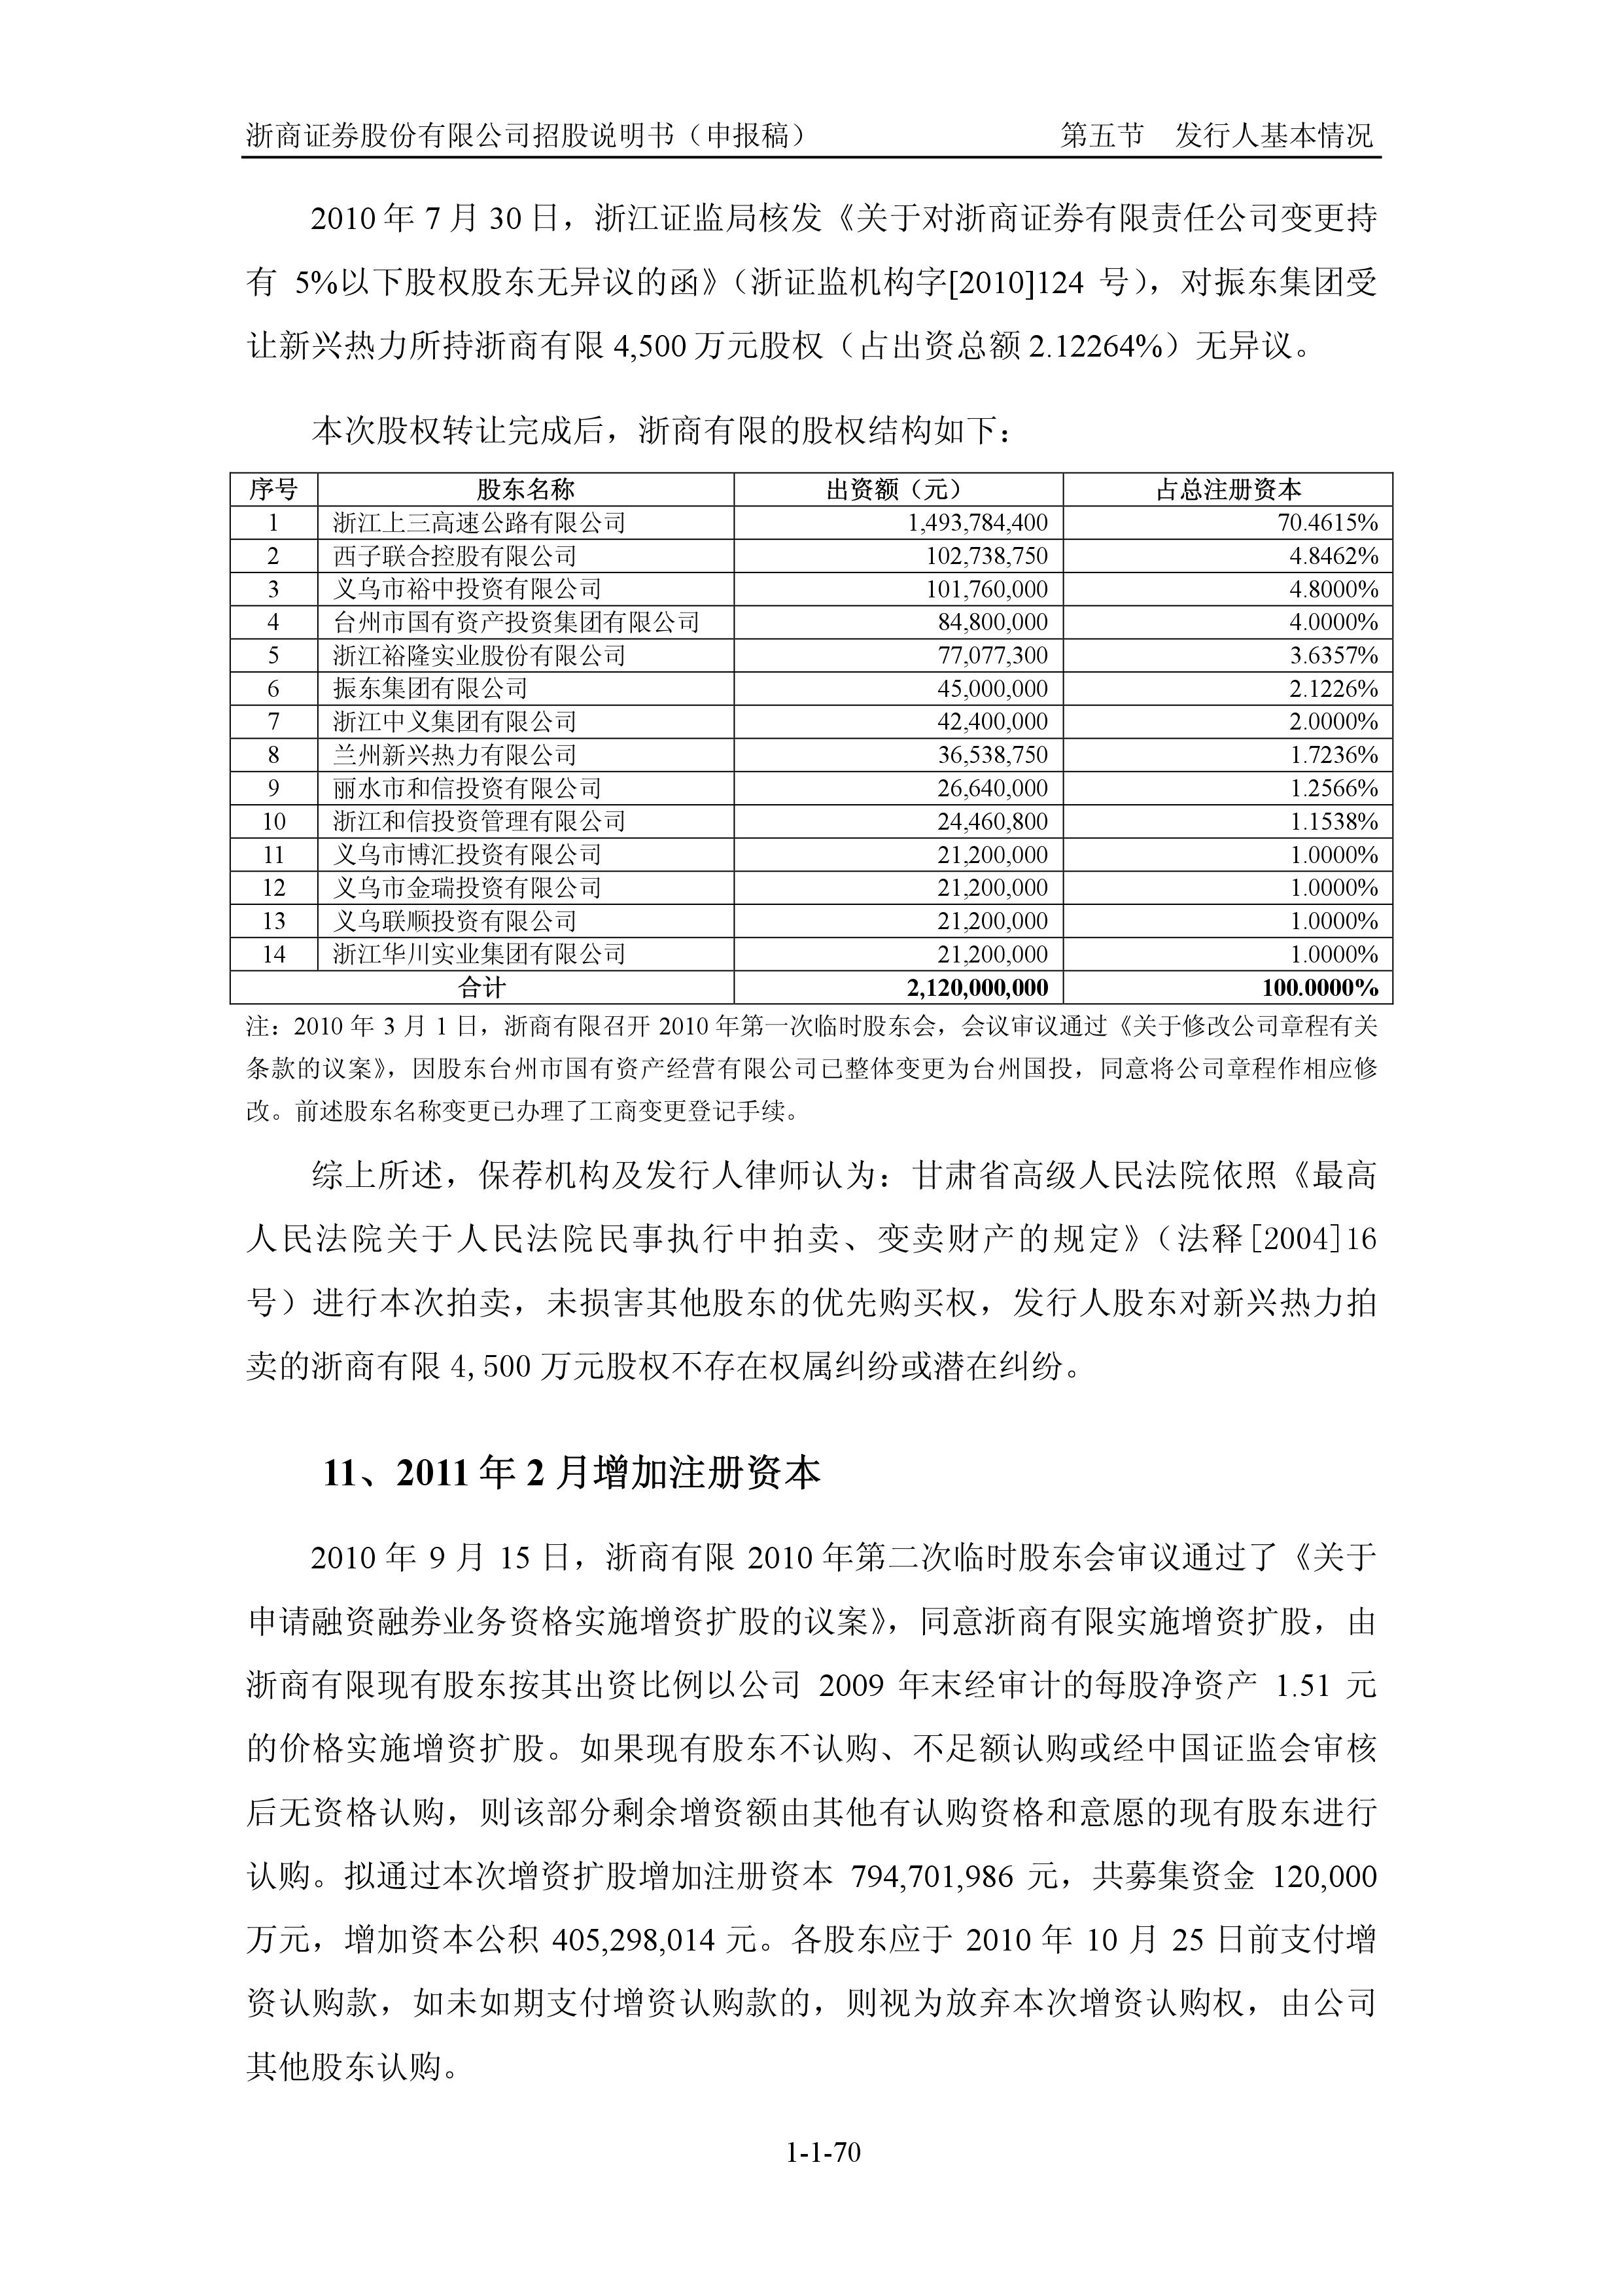 浙商证券股份有限公司招股说明书（申报稿） 第五节 发行人基本情况
2010 年 7 月 30 日，浙江证监局核发《关于对浙商证券有限责任公司变更持
有 5%以下股权股东无异议的函》（浙证监机构字[2010]124 号），对振东集团受
让新兴热力所持浙商有限 4,500 万元股权（占出资总额 2.12264%）无异议。
本次股权转让完成后，浙商有限的股权结构如下：
序号 股东名称 出资额（元） 占总注册资本
1 浙江上三高速公路有限公司 1,493,784,400 70.4615%
2 西子联合控股有限公司 102,738,750 4.8462%
3 义乌市裕中投资有限公司 101,760,000 4.8000%
4 台州市国有资产投资集团有限公司 84,800,000 4.0000%
5 浙江裕隆实业股份有限公司 77,077,300 3.6357%
6 振东集团有限公司 45,000,000 2.1226%
7 浙江中义集团有限公司 42,400,000 2.0000%
8 兰州新兴热力有限公司 36,538,750 1.7236%
9 丽水市和信投资有限公司 26,640,000 1.2566%
10 浙江和信投资管理有限公司 24,460,800 1.1538%
11 义乌市博汇投资有限公司 21,200,000 1.0000%
12 义乌市金瑞投资有限公司 21,200,000 1.0000%
13 义乌联顺投资有限公司 21,200,000 1.0000%
14 浙江华川实业集团有限公司 21,200,000 1.0000%
合计 2,120,000,000 100.0000%
注：2010 年 3 月 1 日，浙商有限召开 2010 年第一次临时股东会，会议审议通过《关于修改公司章程有关
条款的议案》，因股东台州市国有资产经营有限公司已整体变更为台州国投，同意将公司章程作相应修
改。前述股东名称变更已办理了工商变更登记手续。
综上所述，保荐机构及发行人律师认为：甘肃省高级人民法院依照《最高
人民法院关于人民法院民事执行中拍卖、变卖财产的规定》（法释[2004]16
号）进行本次拍卖，未损害其他股东的优先购买权，发行人股东对新兴热力拍
卖的浙商有限 4,500 万元股权不存在权属纠纷或潜在纠纷。
11、2011 年 2 月增加注册资本
2010 年 9 月 15 日，浙商有限 2010 年第二次临时股东会审议通过了《关于
申请融资融券业务资格实施增资扩股的议案》，同意浙商有限实施增资扩股，由
浙商有限现有股东按其出资比例以公司 2009 年末经审计的每股净资产 1.51 元
的价格实施增资扩股。如果现有股东不认购、不足额认购或经中国证监会审核
后无资格认购，则该部分剩余增资额由其他有认购资格和意愿的现有股东进行
认购。拟通过本次增资扩股增加注册资本 794,701,986 元，共募集资金 120,000
万元，增加资本公积 405,298,014 元。各股东应于 2010 年 10 月 25 日前支付增
资认购款，如未如期支付增资认购款的，则视为放弃本次增资认购权，由公司
其他股东认购。
1-1-70